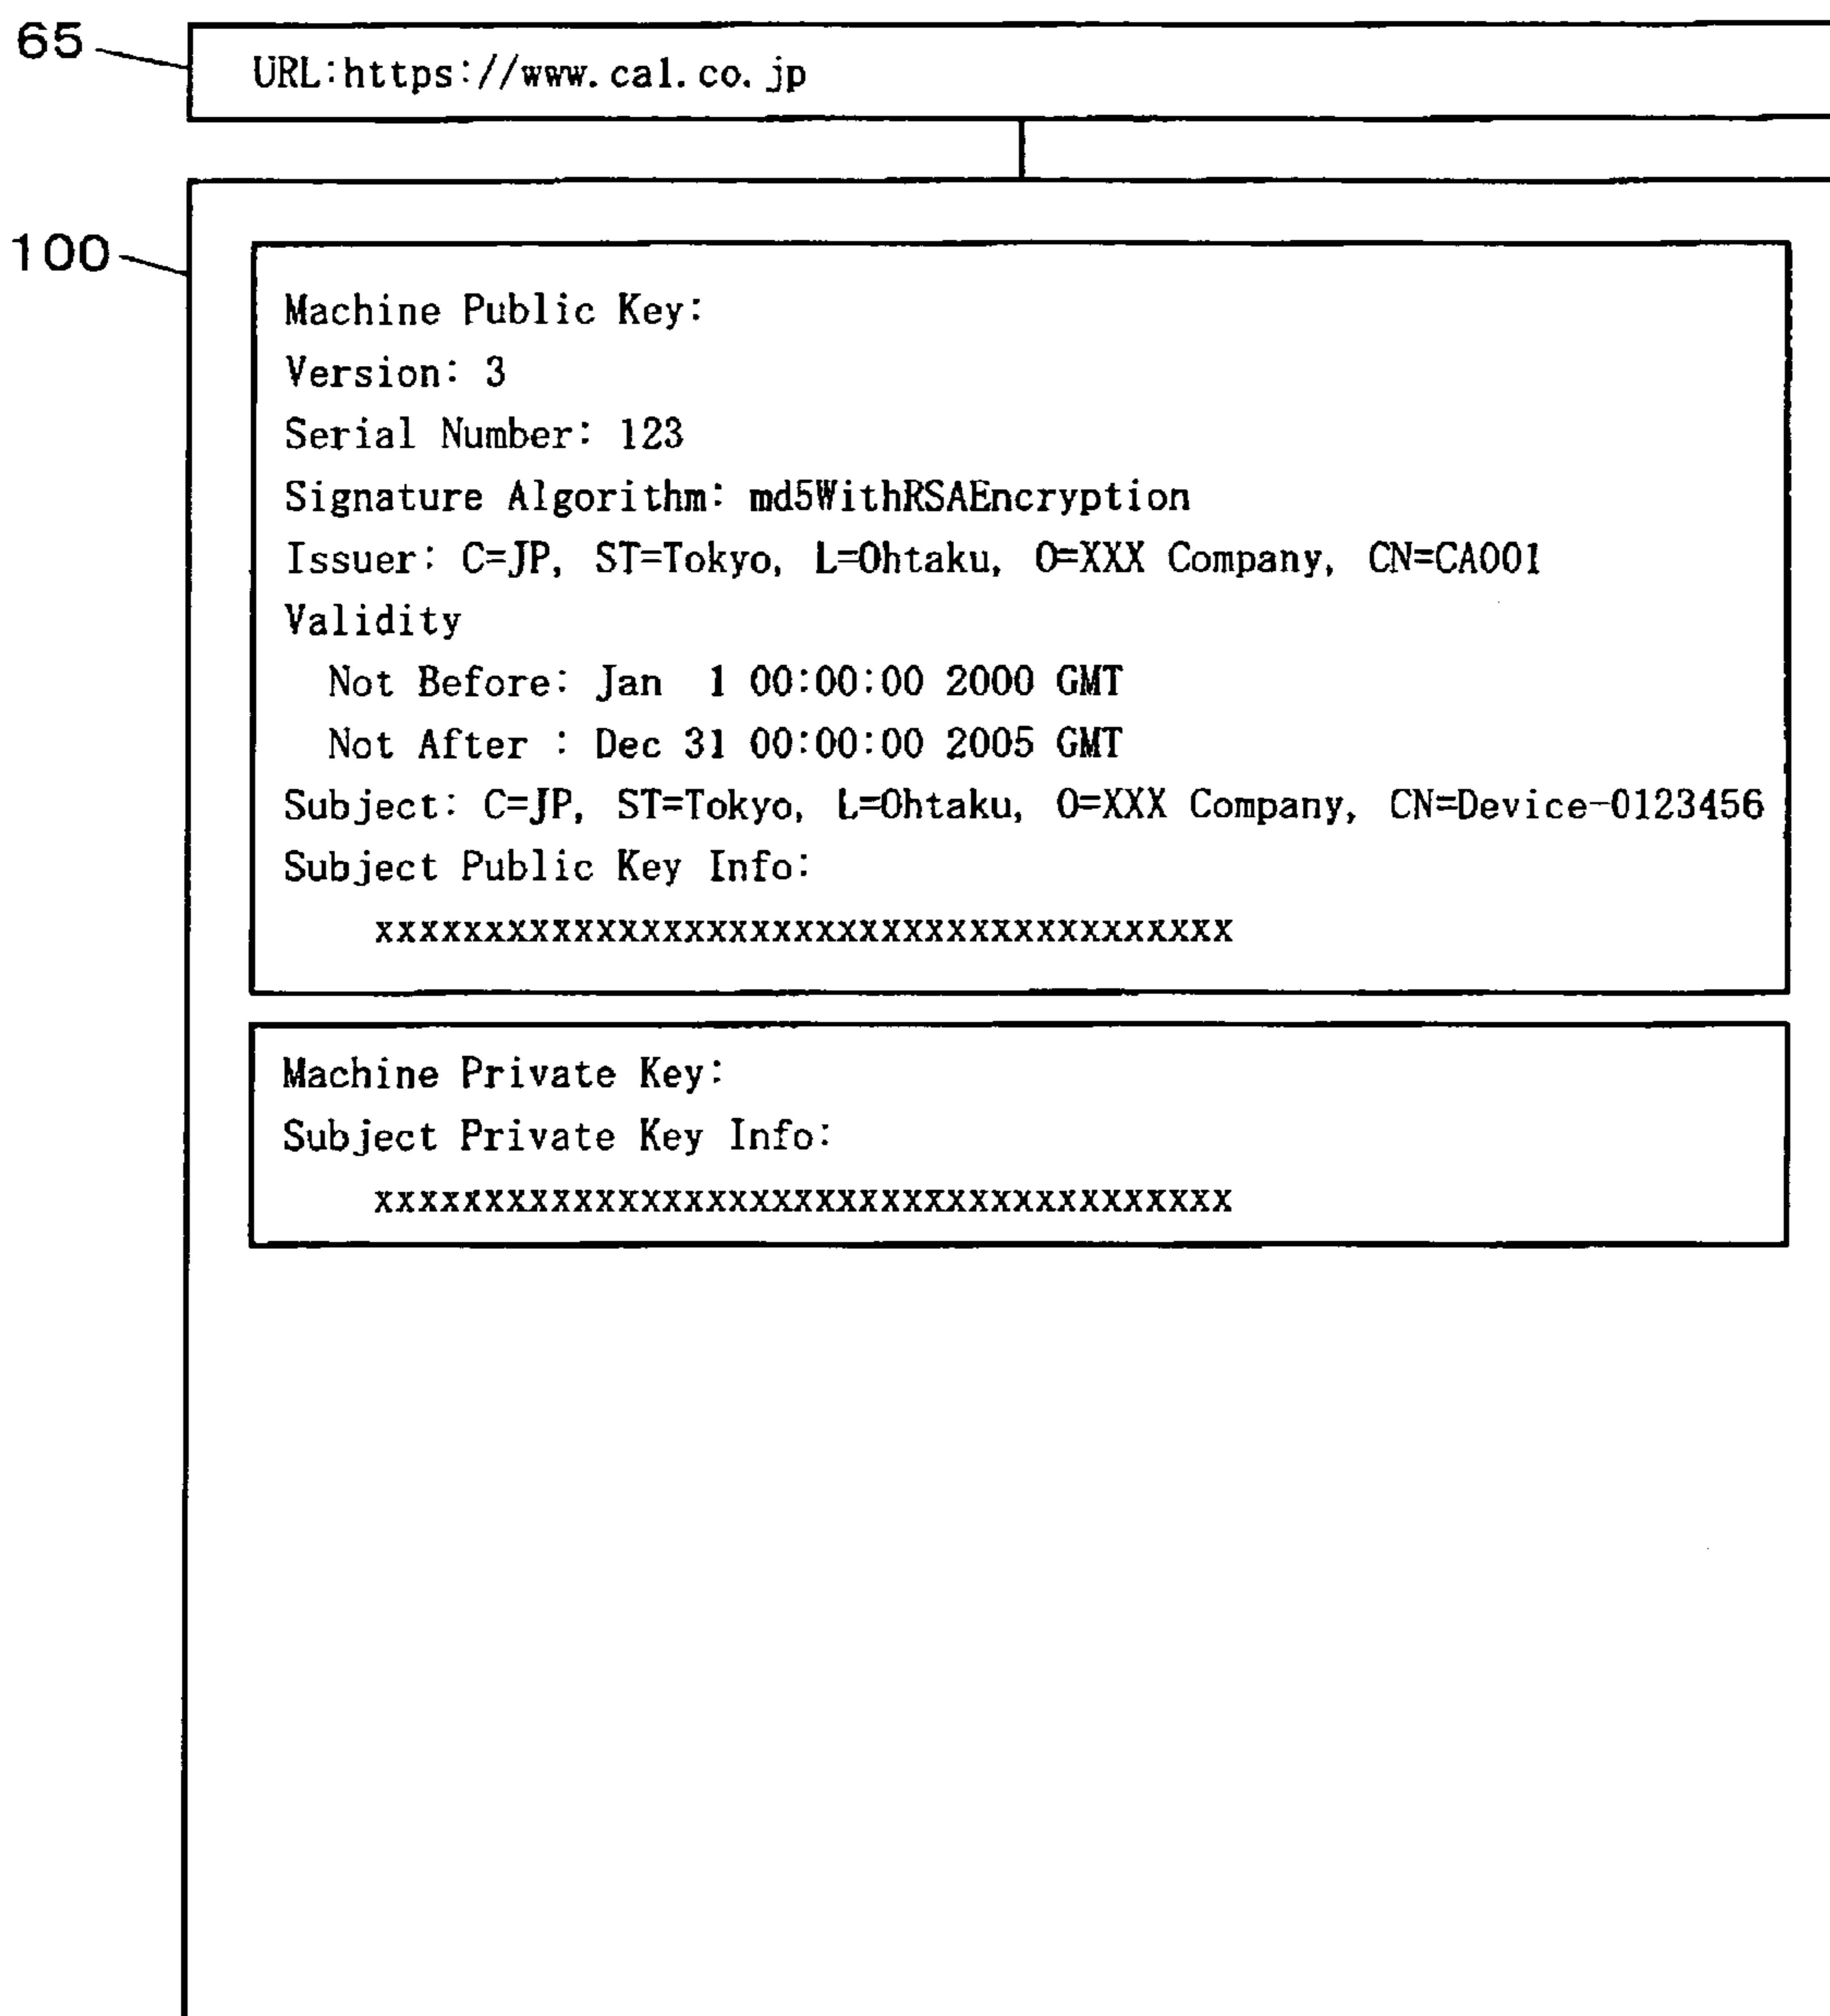 65
URL:https://www.cal.co.jp
100
Machine Public Key:
Version: 3
Serial Number: 123
Signature Algorithm: md5WithRSAEncryption
Issuer: C=JP, ST=Tokyo, L=Ohtaku, O=XXX Company, CN=CA001
Validity
Not Before: Jan  1 00:00:00 2000 GMT
Not After : Dec 31 00:00:00 2005 GMT
Subject: C=JP, ST=Tokyo, L=Ohtaku, O=XXX Company, CN=Device-0123456
Subject Public Key Info:
xxxxxxxxxxxxxxxxxxxxxxxxxxxxxxxxxxxxxxx
Machine Private Key:
Subject Private Key Info:
xxxxxxxxxxxxxxxxxxxxxxxxxxxxxxxxxxxxxxx